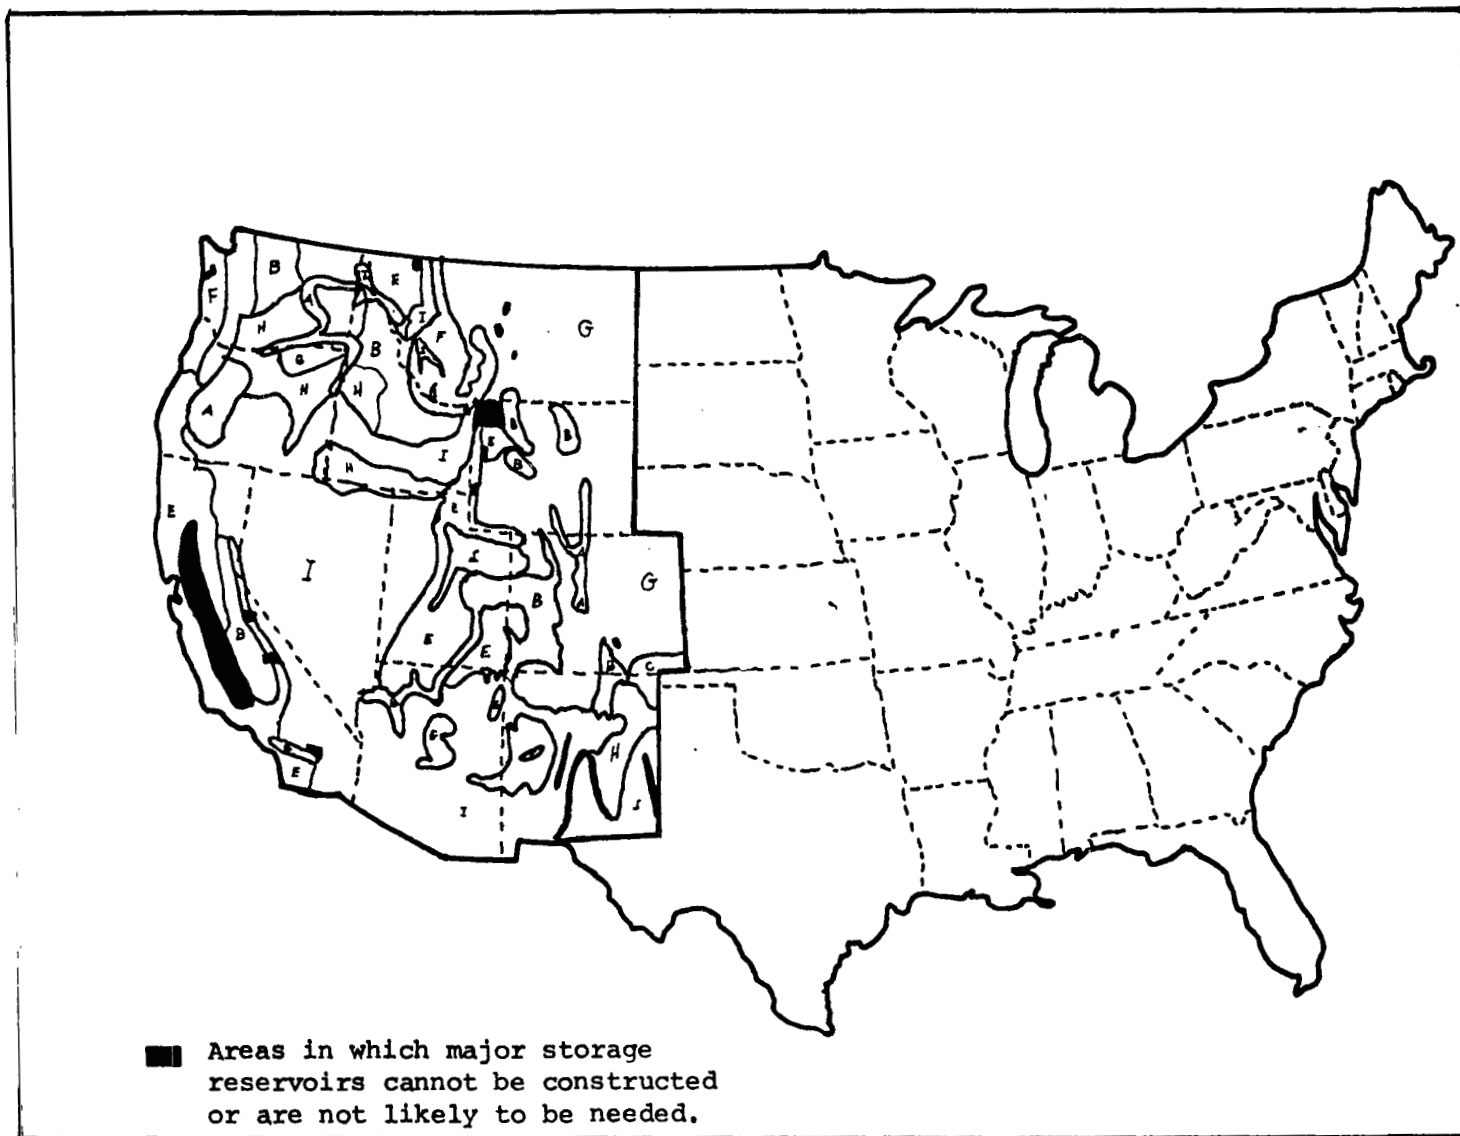 B
E
F
A
I
G
H
F
B
G
H
H
A
B
I
B
H
B
E
I
I
G
B
A
B
E
E
D
C
G
H
I
E
Areas in which major storage
reservoirs cannot be constructed
or are not likely to be needed.